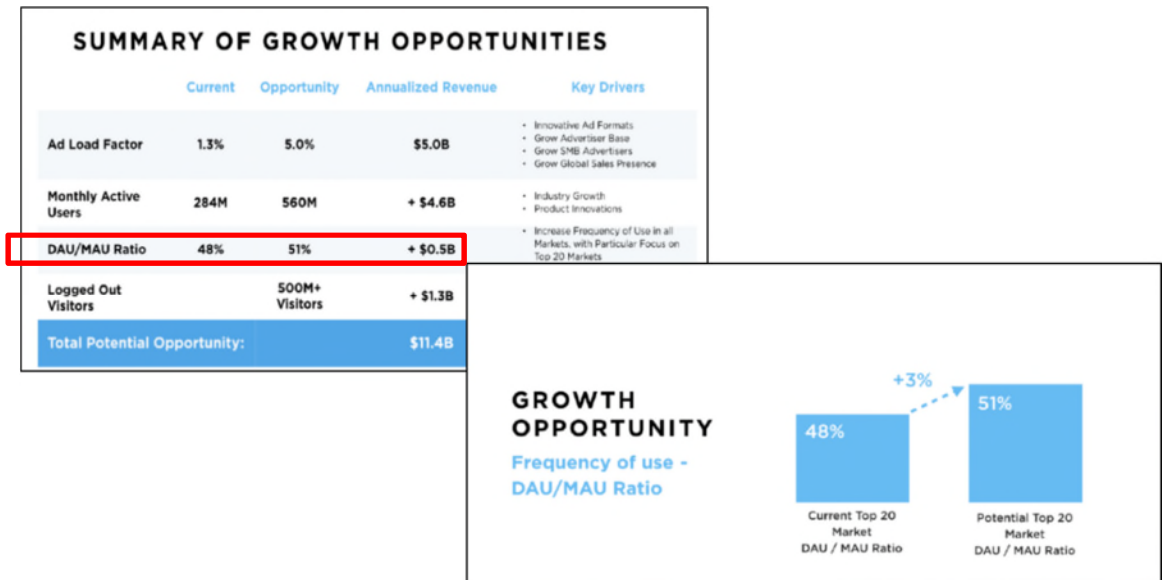 SUMMARY OF GROWTH OPPORTUNITIES
Current Opportunity Annualized Revenue Key Drivers
Ad Load Factor 1.3% 5.0% $5.0B
• Innovative Ad Formats
• Grow Advertiser Base
• Grow SMB Advertisers
• Grow Global Sales Presence
Monthly Active
Users
284M 560M + $4.6B
• Industry Growth
• Product Innovations
DAU/MAU Ratio 48% 51% + $0.5B
• Increase Frequency of Use in all
Markets, with Particular Focus on
Top 20 Markets
Logged Out
Visitors
500M+
Visitors
+ $1.3B
Total Potential Opportunity: $11.4B
GROWTH
OPPORTUNITY
Frequency of use -
DAU/MAU Ratio
+3%
48%
51%
Current Top 20
Market
DAU / MAU Ratio
Potential Top 20
Market
DAU / MAU Ratio